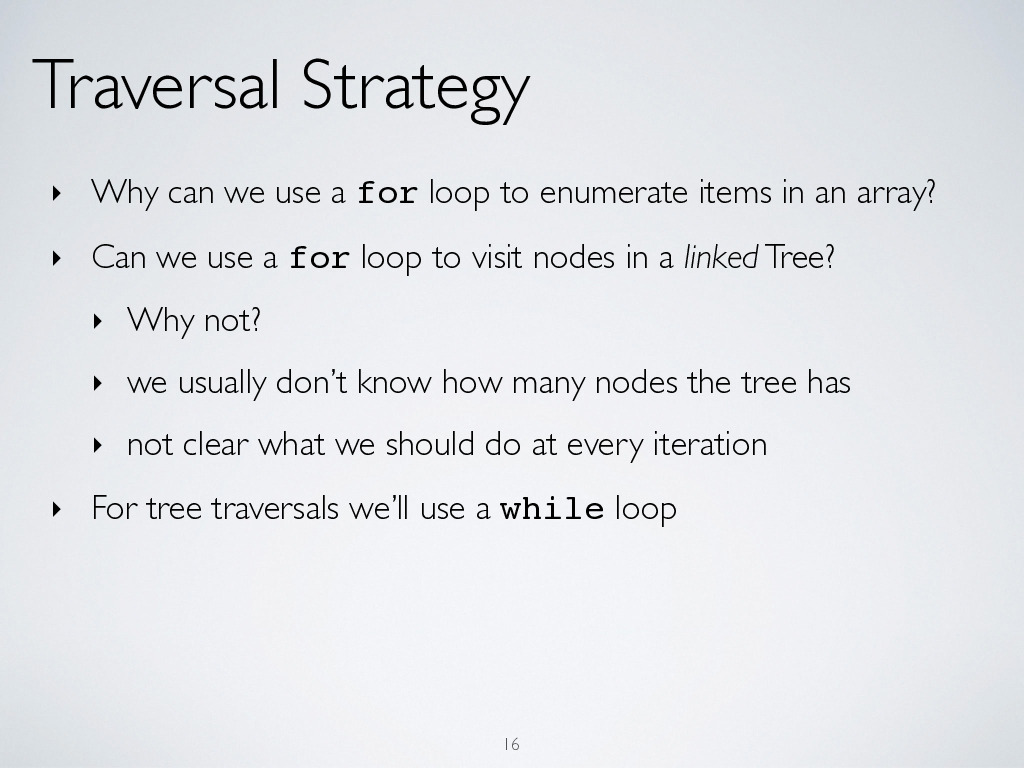 Traversal Strategy
‣ Why can we use a for loop to enumerate items in an array?
‣ Can we use a for loop to visit nodes in a linked Tree?
‣ Why not?
‣ we usually don’t know how many nodes the tree has
‣ not clear what we should do at every iteration
‣ For tree traversals we’ll use a while loop
16